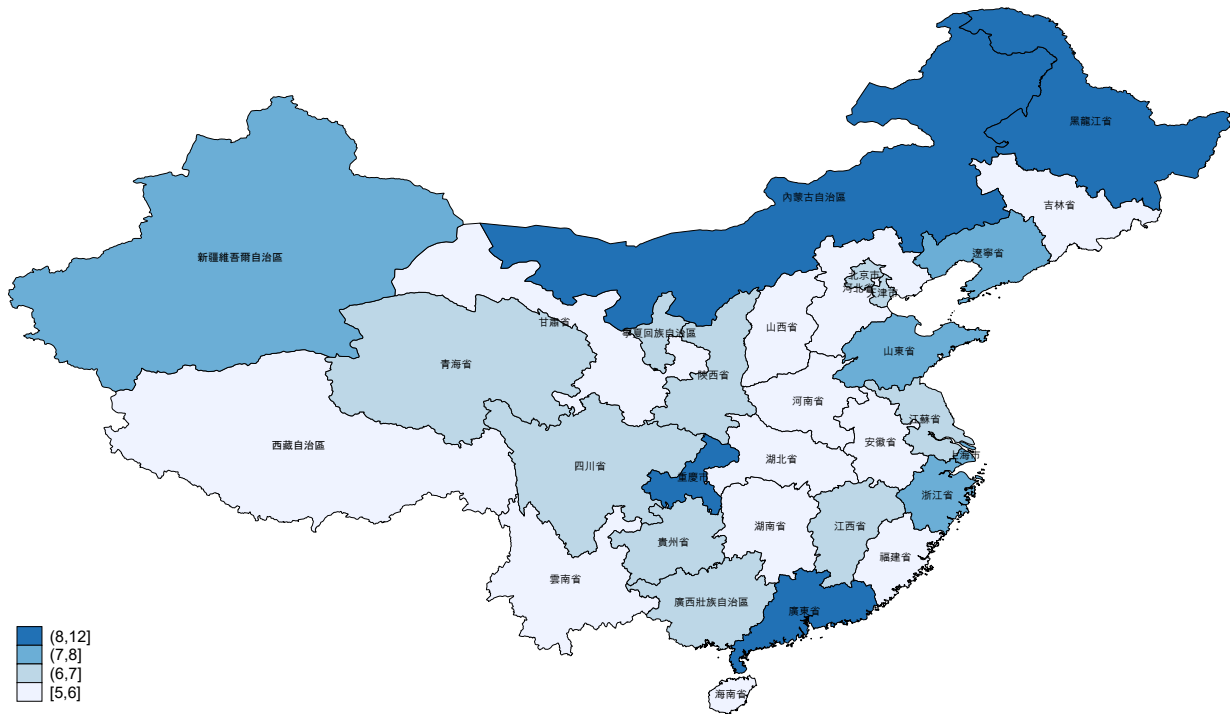 黑龍江省
內蒙古自治區
吉林省
新疆維吾爾自治區
遼寧省
北京市
河北省
天津市
甘肅省
寧夏回族自治區
山西省
山東省
青海省
陝西省
河南省
江蘇省
西藏自治區
安徽省
上海市
四川省
湖北省
重慶市
浙江省
湖南省
江西省
貴州省
福建省
雲南省
廣西壯族自治區
廣東省
海南省
(8,12]
(7,8]
(6,7]
[5,6]